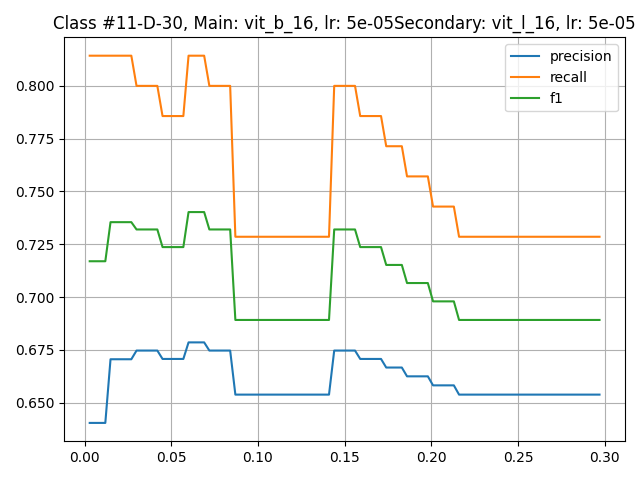 Class #11-D-30, Main: vit_b_16, lr: 5e-05Secondary: vit_l_16, lr: 5e-05
precision
recall
f1
0.800
0.775
0.750
0.725
0.700
0.675
0.650
0.00 0.05 0.10 0.15 0.20 0.25 0.30